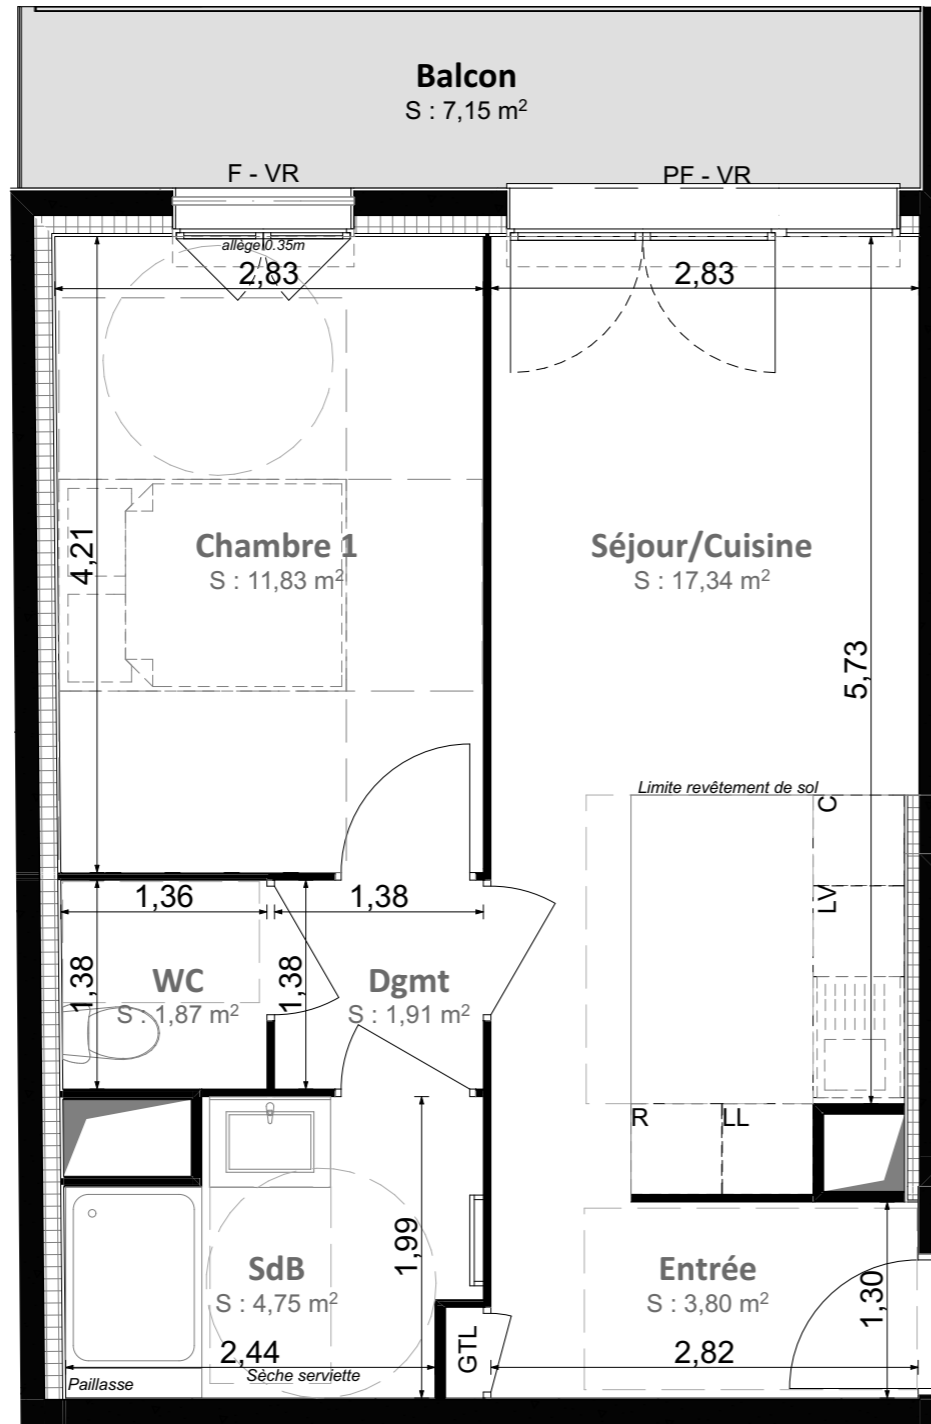 Balcon
S : 7,15 m²
F - VR
PF - VR
allège 0.35m
2,83
2,83
4,21
Chambre 1
S : 11,83 m²
Séjour/Cuisine
S : 17,34 m²
5,73
Limite revêtement de sol
C
LV
1,36
1,38
1,38
WC
S : 1,87 m²
1,38
Dgmt
S : 1,91 m²
R
LL
1,99
SdB
S : 4,75 m²
Entrée
S : 3,80 m²
1,30
GTL
2,44
2,82
Sèche serviette
Paillasse